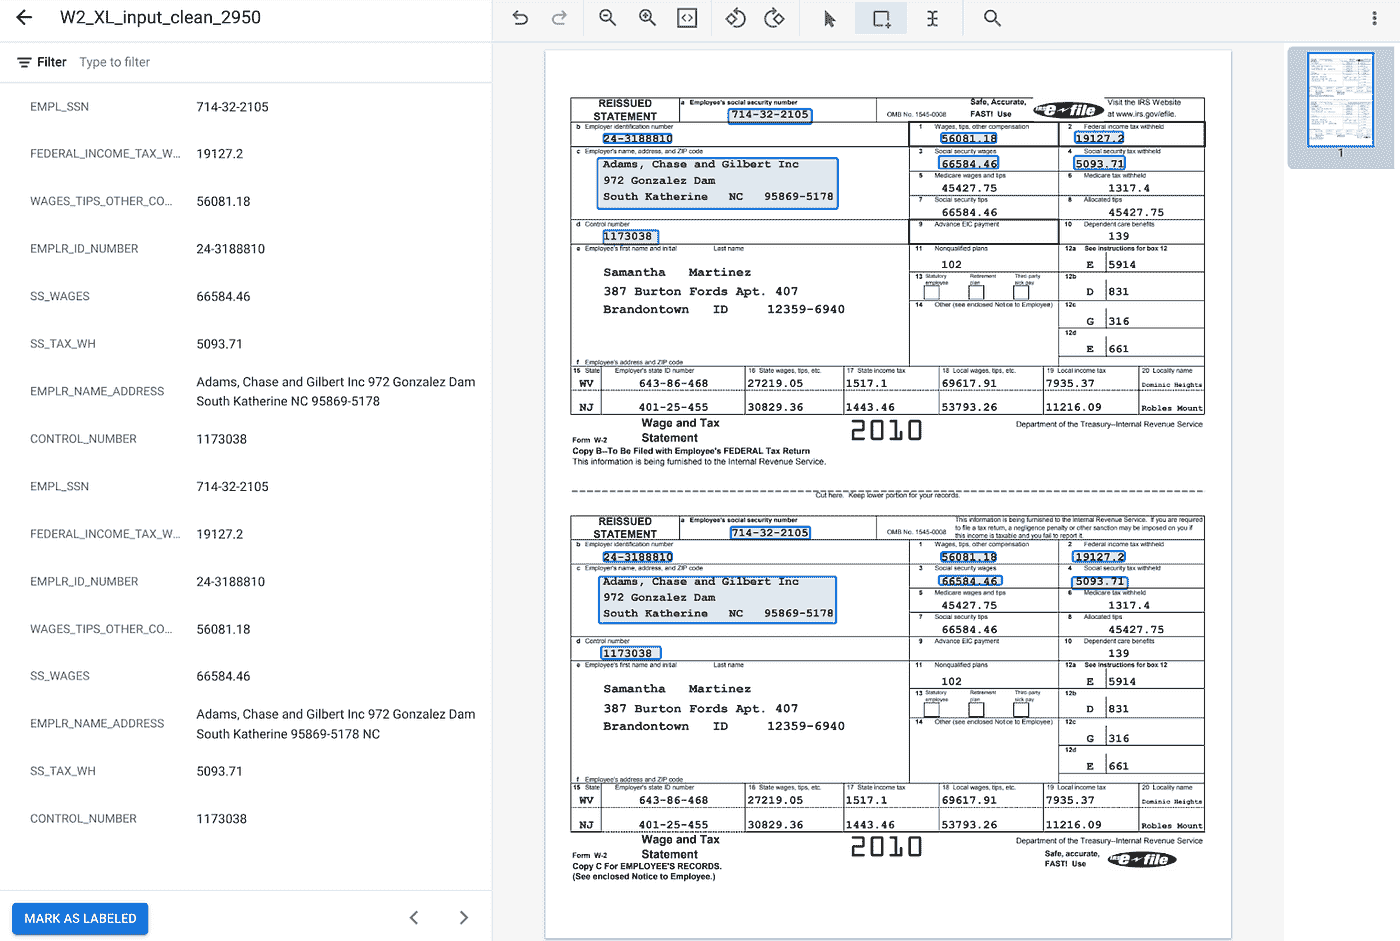 W2_XL_input_clean_2950
Filter Type to filter
EMPL_SSN 714-32-2105
FEDERAL_INCOME_TAX_W... 19127.2
WAGES_TIPS_OTHER_CO... 56081.18
EMPLR_ID_NUMBER 24-3188810
SS_WAGES 66584.46
SS_TAX_WH 5093.71
EMPLR_NAME_ADDRESS Adams, Chase and Gilbert Inc 972 Gonzalez Dam
South Katherine NC 95869-5178
CONTROL_NUMBER 1173038
EMPL_SSN 714-32-2105
FEDERAL_INCOME_TAX_W... 19127.2
EMPLR_ID_NUMBER 24-3188810
WAGES_TIPS_OTHER_CO... 56081.18
SS_WAGES 66584.46
EMPLR_NAME_ADDRESS Adams, Chase and Gilbert Inc 972 Gonzalez Dam
South Katherine 95869-5178 NC
SS_TAX_WH 5093.71
CONTROL_NUMBER 1173038
MARK AS LABELED
REISSUED STATEMENT
a Employee's social security number
714-32-2105
OMB No. 1545-0008
Safe, Accurate,
FAST! Use
IRS e-file
Visit the IRS Website
at www.irs.gov/efile.
b Employer identification number
24-3188810
1 Wages, tips, other compensation
56081.18
2 Federal income tax withheld
19127.2
c Employer's name, address, and ZIP code
Adams, Chase and Gilbert Inc
972 Gonzalez Dam
South Katherine NC 95869-5178
3 Social security wages
66584.46
4 Social security tax withheld
5093.71
5 Medicare wages and tips
45427.75
6 Medicare tax withheld
1317.4
7 Social security tips
66584.46
8 Allocated tips
45427.75
d Control number
1173038
9 Advance EIC payment
10 Dependent care benefits
139
e Employee's first name and initial Last name
Samantha Martinez
387 Burton Fords Apt. 407
Brandontown ID 12359-6940
11 Nonqualified plans
102
12a See instructions for box 12
E 5914
13 Statutory employee Retirement plan Third-party sick pay
12b
D 831
14 Other (see enclosed Notice to Employee)
12c
G 316
12d
E 661
f Employee's address and ZIP code
15 State Employer's state ID number 16 State wages, tips, etc. 17 State income tax 18 Local wages, tips, etc. 19 Local income tax 20 Locality name
WV 643-86-468 27219.05 1517.1 69617.91 7935.37 Dominic Heights
NJ 401-25-455 30829.36 1443.46 53793.26 11216.09 Robles Mount
Wage and Tax
Form W-2 Statement
2010
Department of the Treasury--Internal Revenue Service
Copy B--To Be Filed with Employee's FEDERAL Tax Return
This information is being furnished to the Internal Revenue Service.
Cut here. Keep lower portion for your records.
REISSUED STATEMENT
a Employee's social security number
714-32-2105
OMB No. 1545-0008
This information is being furnished to the Internal Revenue Service. If you are required
to file a tax return, a negligence penalty or other sanction may be imposed on you if
this income is taxable and you fail to report it.
b Employer identification number
24-3188810
1 Wages, tips, other compensation
56081.18
2 Federal income tax withheld
19127.2
c Employer's name, address, and ZIP code
Adams, Chase and Gilbert Inc
972 Gonzalez Dam
South Katherine NC 95869-5178
3 Social security wages
66584.46
4 Social security tax withheld
5093.71
5 Medicare wages and tips
45427.75
6 Medicare tax withheld
1317.4
7 Social security tips
66584.46
8 Allocated tips
45427.75
d Control number
1173038
9 Advance EIC payment
10 Dependent care benefits
139
e Employee's first name and initial Last name
Samantha Martinez
387 Burton Fords Apt. 407
Brandontown ID 12359-6940
11 Nonqualified plans
102
12a See instructions for box 12
E 5914
13 Statutory employee Retirement plan Third-party sick pay
12b
D 831
14 Other (see enclosed Notice to Employee)
12c
G 316
12d
E 661
f Employee's address and ZIP code
15 State Employer's state ID number 16 State wages, tips, etc. 17 State income tax 18 Local wages, tips, etc. 19 Local income tax 20 Locality name
WV 643-86-468 27219.05 1517.1 69617.91 7935.37 Dominic Heights
NJ 401-25-455 30829.36 1443.46 53793.26 11216.09 Robles Mount
Wage and Tax
Form W-2 Statement
2010
Department of the Treasury--Internal Revenue Service
Copy C For EMPLOYEE'S RECORDS.
(See enclosed Notice to Employee.)
Safe, accurate,
FAST! Use
IRS e-file
1